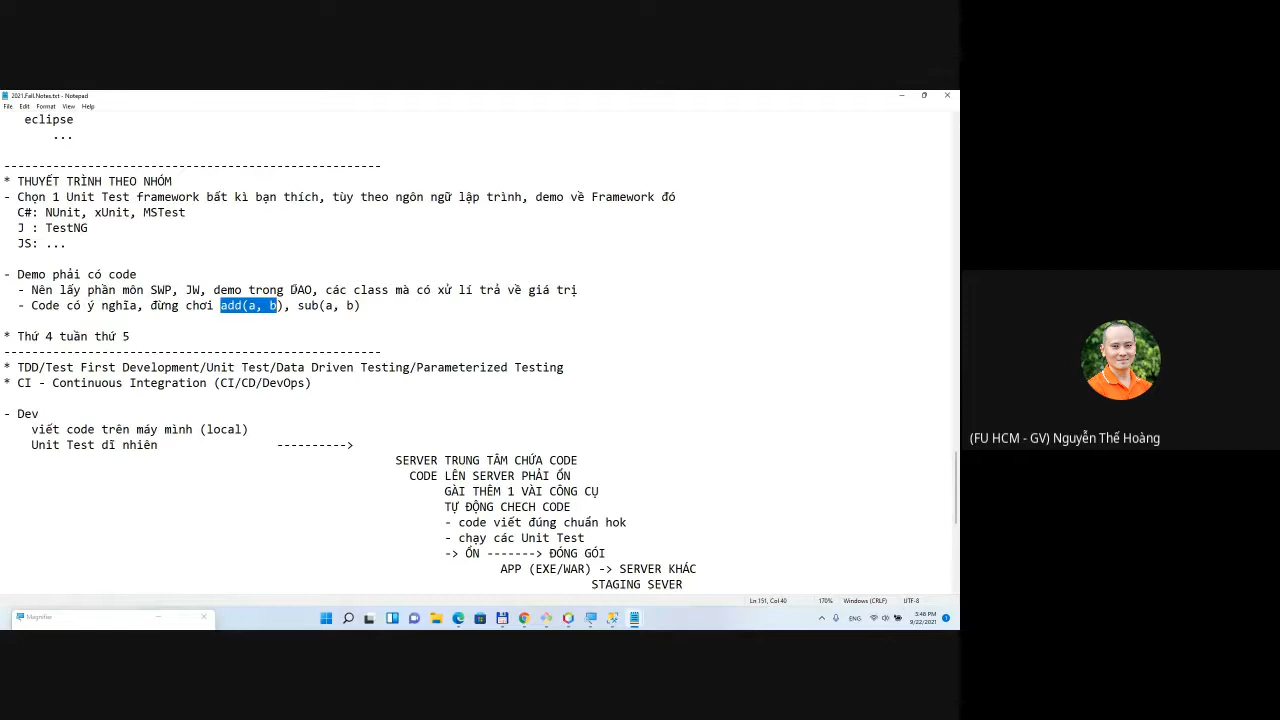 2021.Fall.Notes.txt - Notepad
File Edit Format View Help
eclipse
...
-------------------------------------------------------
* THUYẾT TRÌNH THEO NHÓM
- Chọn 1 Unit Test framework bất kì bạn thích, tùy theo ngôn ngữ lập trình, demo về Framework đó
C#: NUnit, xUnit, MSTest
J : TestNG
JS: ...
- Demo phải có code
- Nên lấy phần môn SWP, JW, demo trong DAO, các class mà có xử lí trả về giá trị
- Code có ý nghĩa, đừng chơi add(a, b), sub(a, b)
* Thứ 4 tuần thứ 5
-------------------------------------------------------
* TDD/Test First Development/Unit Test/Data Driven Testing/Parameterized Testing
* CI - Continuous Integration (CI/CD/DevOps)
- Dev
viết code trên máy mình (local)
Unit Test dĩ nhiên ---------->
SERVER TRUNG TÂM CHỨA CODE
CODE LÊN SERVER PHẢI ỔN
GÀI THÊM 1 VÀI CÔNG CỤ
TỰ ĐỘNG CHECH CODE
- code viết đúng chuẩn hok
- chạy các Unit Test
-> ỔN -------> ĐÓNG GÓI
APP (EXE/WAR) -> SERVER KHÁC
STAGING SEVER
Ln 151, Col 40 170% Windows (CRLF) UTF-8
Magnifier
ENG 3:46 PM
9/22/2021
(FU HCM - GV) Nguyễn Thế Hoàng